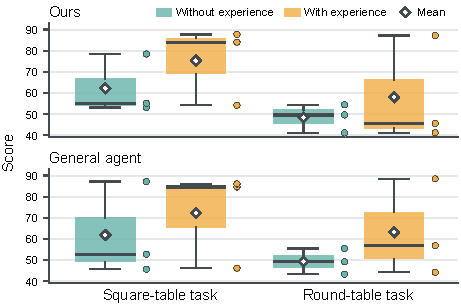 Ours
Without experience
With experience
Mean
90
80
70
60
50
40
Score
General agent
90
80
70
60
50
40
Square-table task
Round-table task